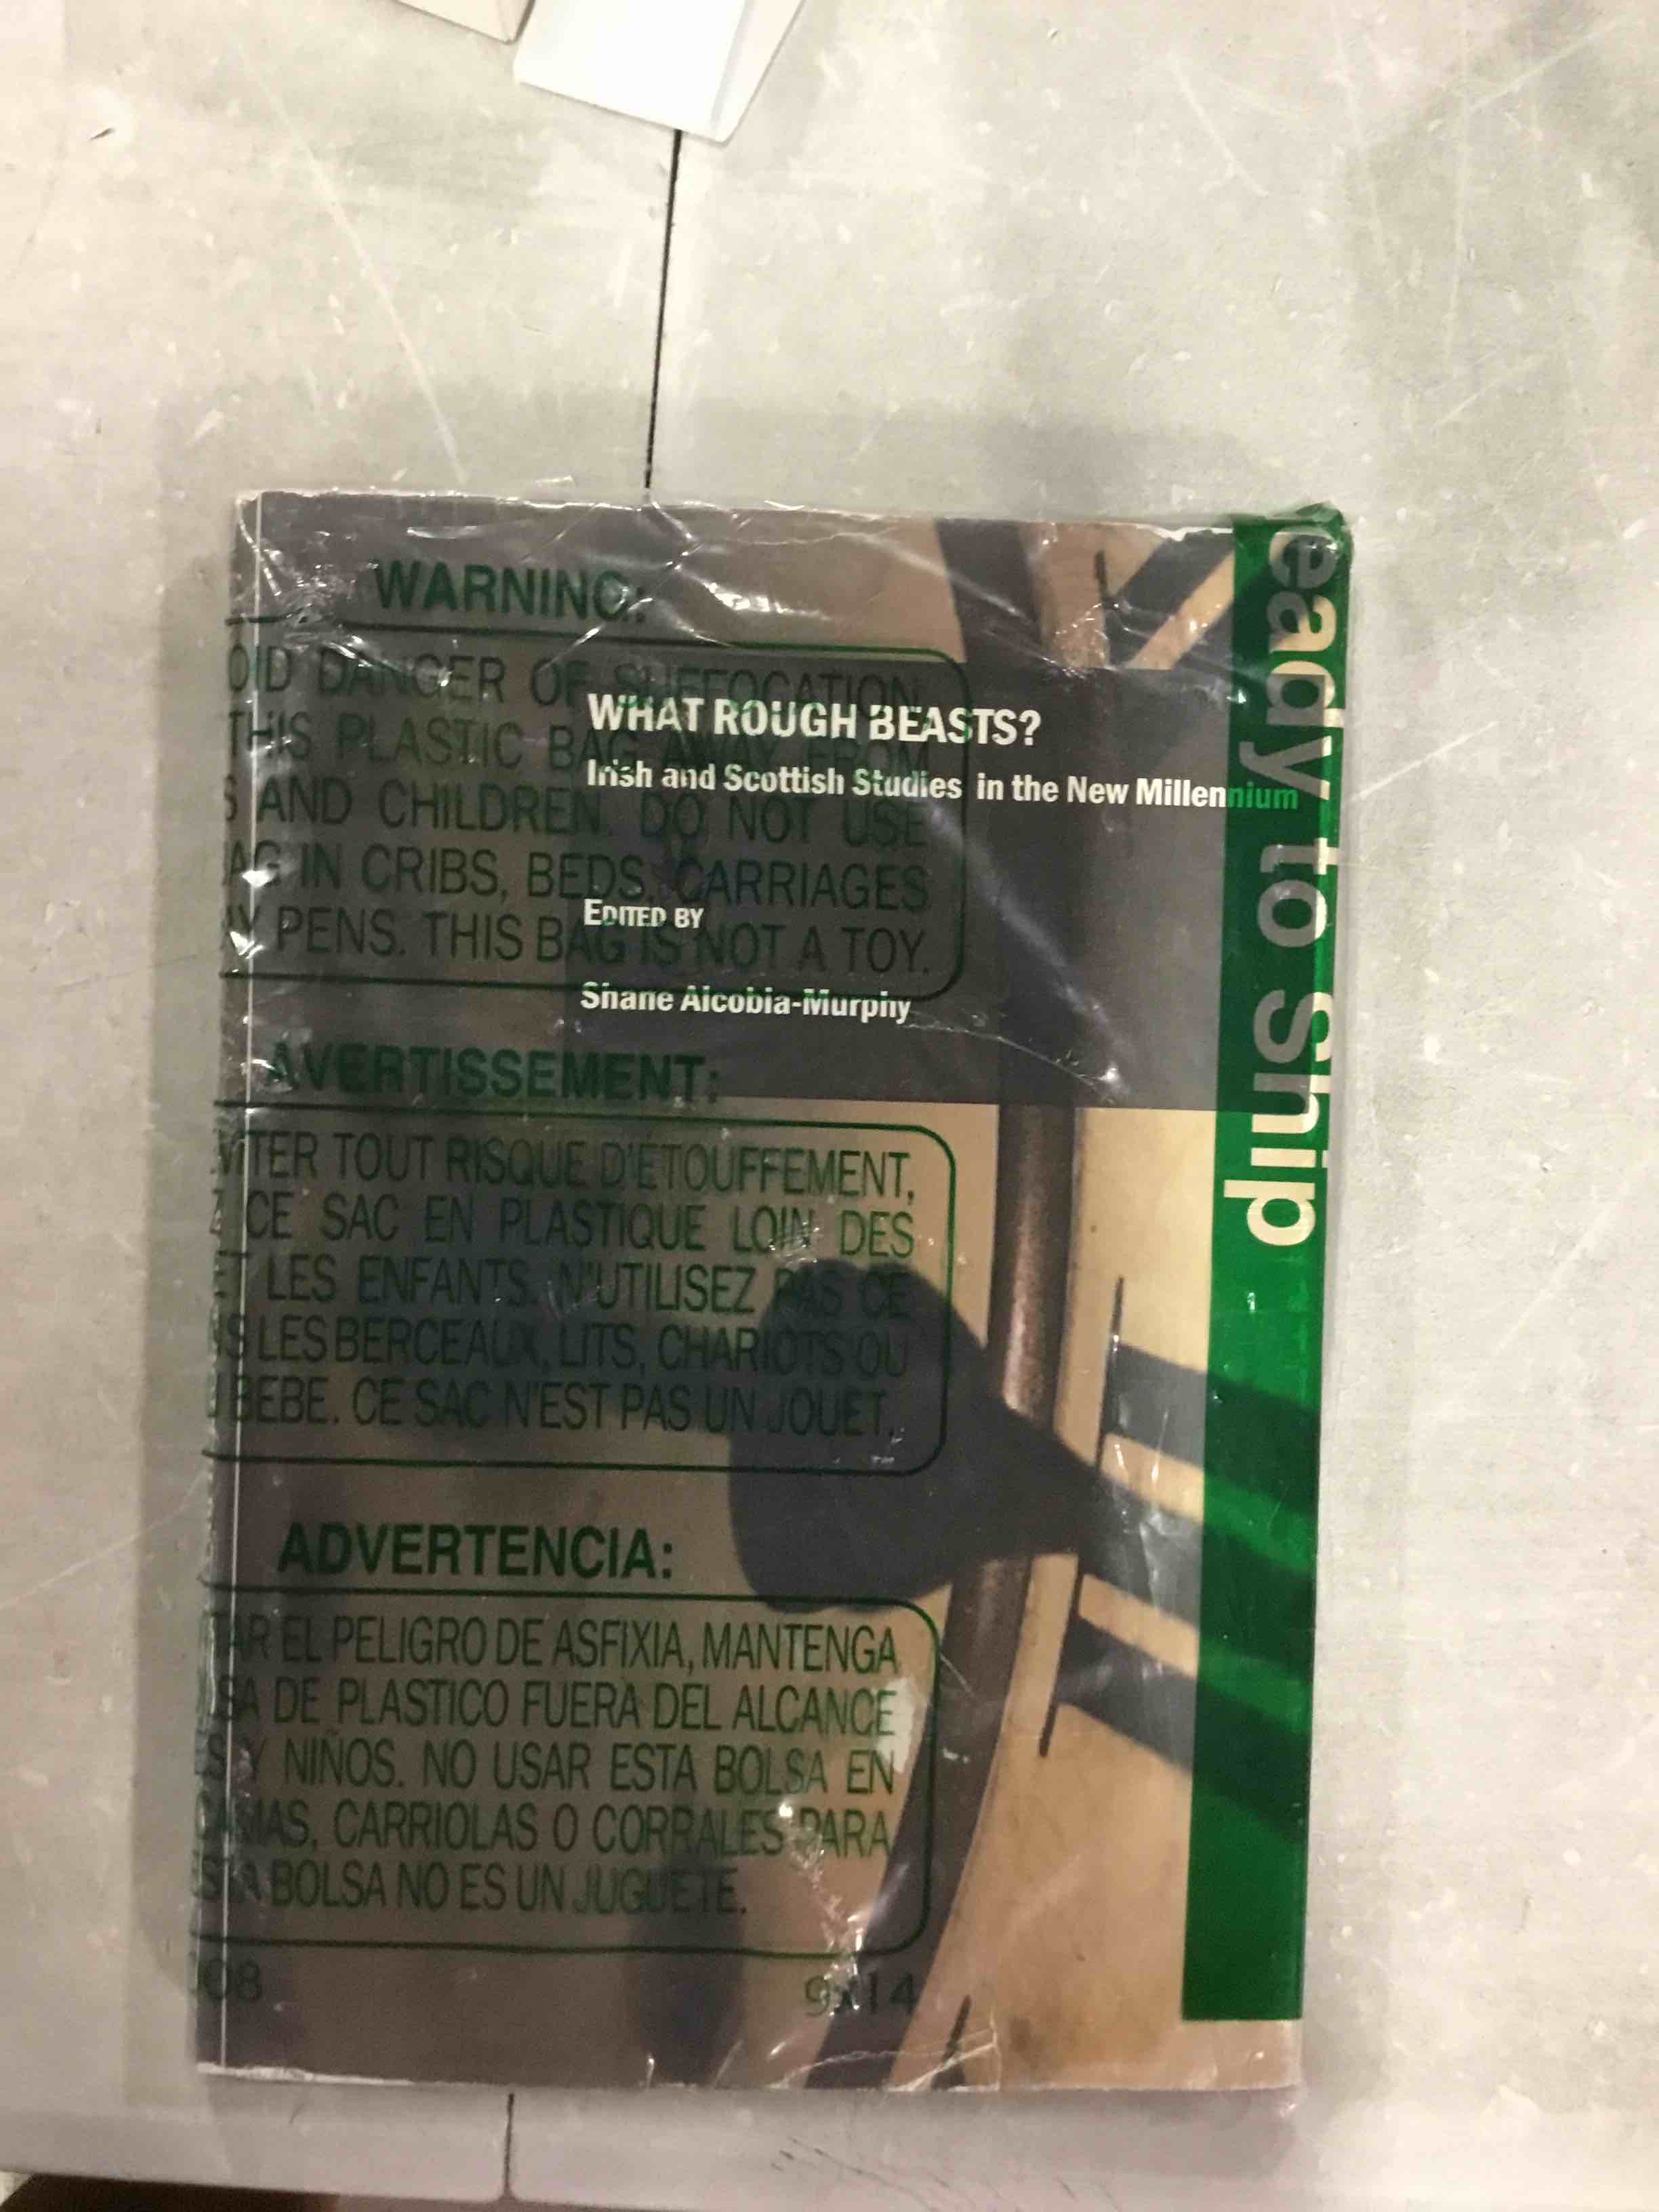 WARNING:
OID DANGER OF SUFFOCATION,
THIS PLASTIC BAG AWAY FROM
S AND CHILDREN. DO NOT USE
AG IN CRIBS, BEDS, CARRIAGES
AY PENS. THIS BAG IS NOT A TOY.
WHAT ROUGH BEASTS?
Irish and Scottish Studies in the New Millennium
EDITED BY
Shane Alcobia-Murphy
eady to Ship
AVERTISSEMENT:
VITER TOUT RISQUE D'ETOUFFEMENT,
Z CE SAC EN PLASTIQUE LOIN DES
ET LES ENFANTS. N'UTILISEZ PAS CE
NS LES BERCEAUX, LITS, CHARIOTS OU
BEBE. CE SAC N'EST PAS UN JOUET.
ADVERTENCIA:
TAR EL PELIGRO DE ASFIXIA, MANTENGA
SA DE PLASTICO FUERA DEL ALCANCE
S Y NIÑOS. NO USAR ESTA BOLSA EN
CAMAS, CARRIOLAS O CORRALES PARA
STA BOLSA NO ES UN JUGUETE.
08 9x14